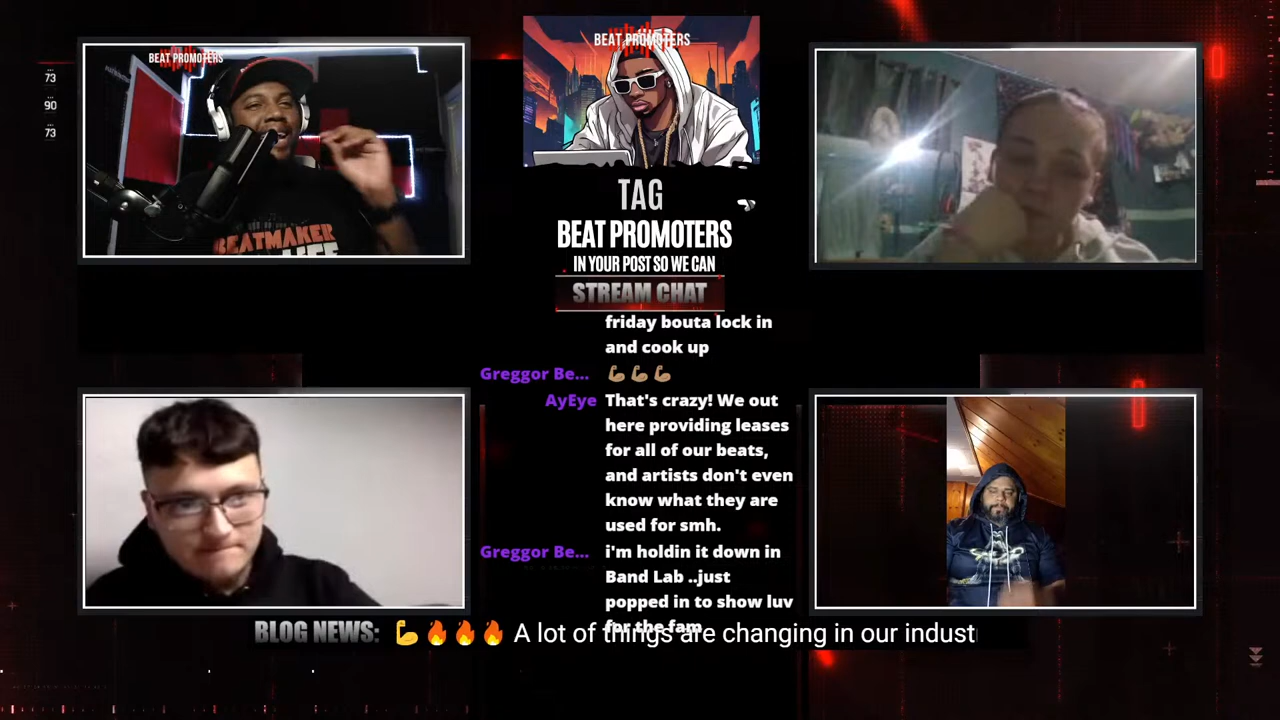 BEAT PROMOTERS
73
90
73
BEATMAKER
BEAT PROMOTERS
TAG
BEAT PROMOTERS
IN YOUR POST SO WE CAN
STREAM CHAT
friday bouta lock in
and cook up
Greggor Be... 💪🏽💪🏽💪🏽
AyEye That's crazy! We out
here providing leases
for all of our beats,
and artists don't even
know what they are
used for smh.
Greggor Be... i'm holdin it down in
Band Lab ..just
popped in to show luv
for the fam
BLOG NEWS: 💪🔥🔥🔥 A lot of things are changing in our indust